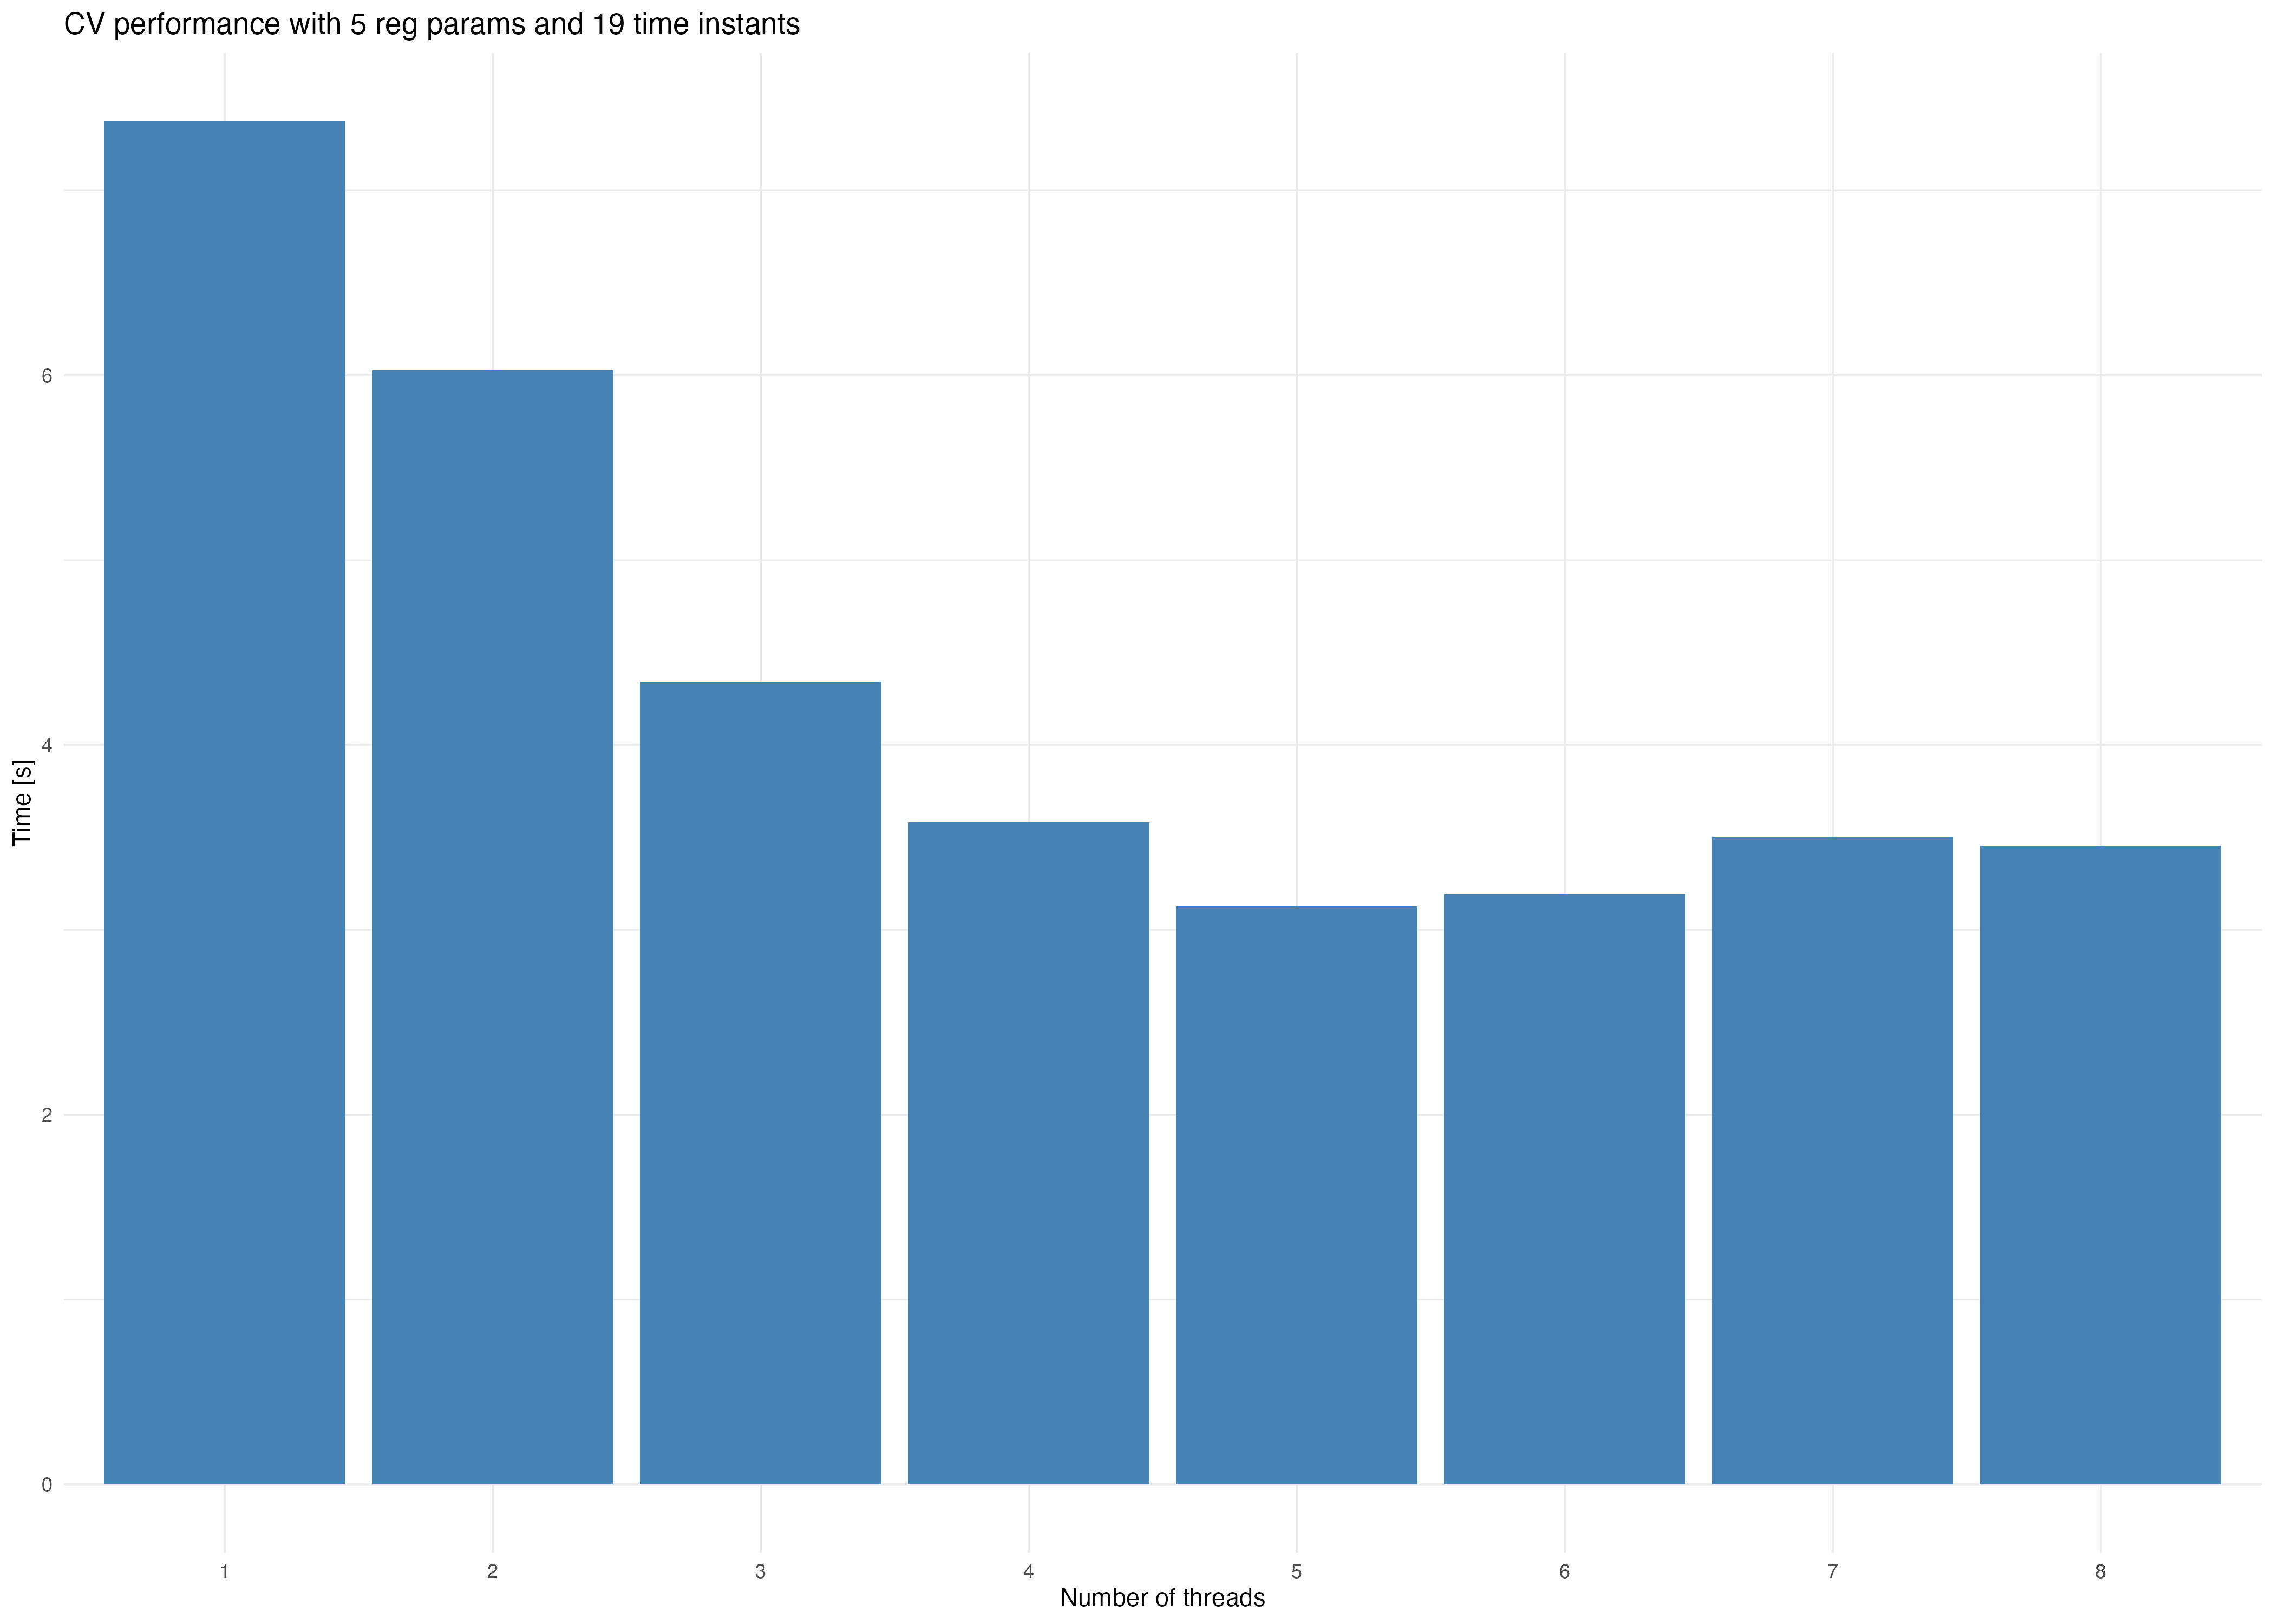 CV performance with 5 reg params and 19 time instants
6
4
2
0
Time [s]
1 2 3 4 5 6 7 8
Number of threads